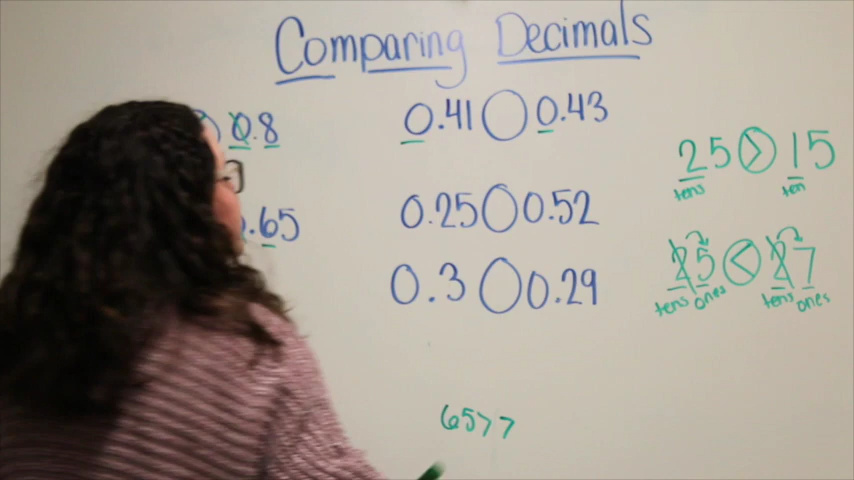 Comparing Decimals
0.8
.65
0.41 0.43
0.25 0.52
0.3 0.29
65>7
25 > 15
tens ten
25 < 27
tens ones tens ones